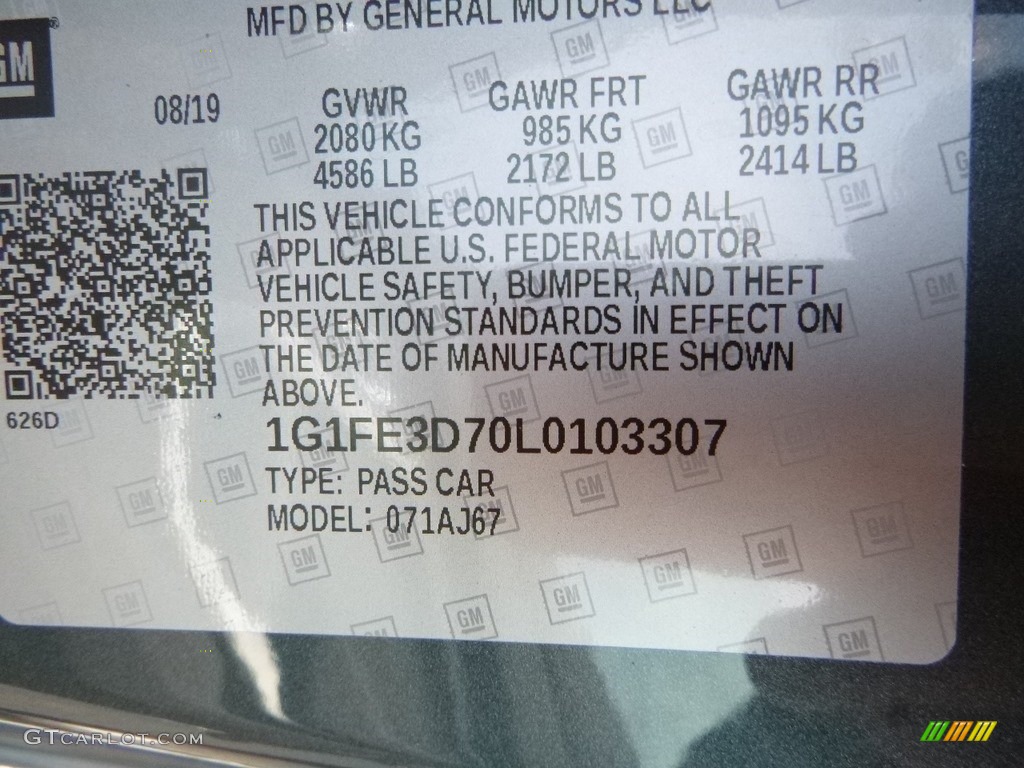 MFD BY GENERAL MOTORS LLC
GM
08/19
GVWR GAWR FRT GAWR RR
2080 KG 985 KG 1095 KG
4586 LB 2172 LB 2414 LB
THIS VEHICLE CONFORMS TO ALL
APPLICABLE U.S. FEDERAL MOTOR
VEHICLE SAFETY, BUMPER, AND THEFT
PREVENTION STANDARDS IN EFFECT ON
THE DATE OF MANUFACTURE SHOWN
ABOVE.
626D
1G1FE3D70L0103307
TYPE: PASS CAR
MODEL: 071AJ67
GTCARLOT.COM